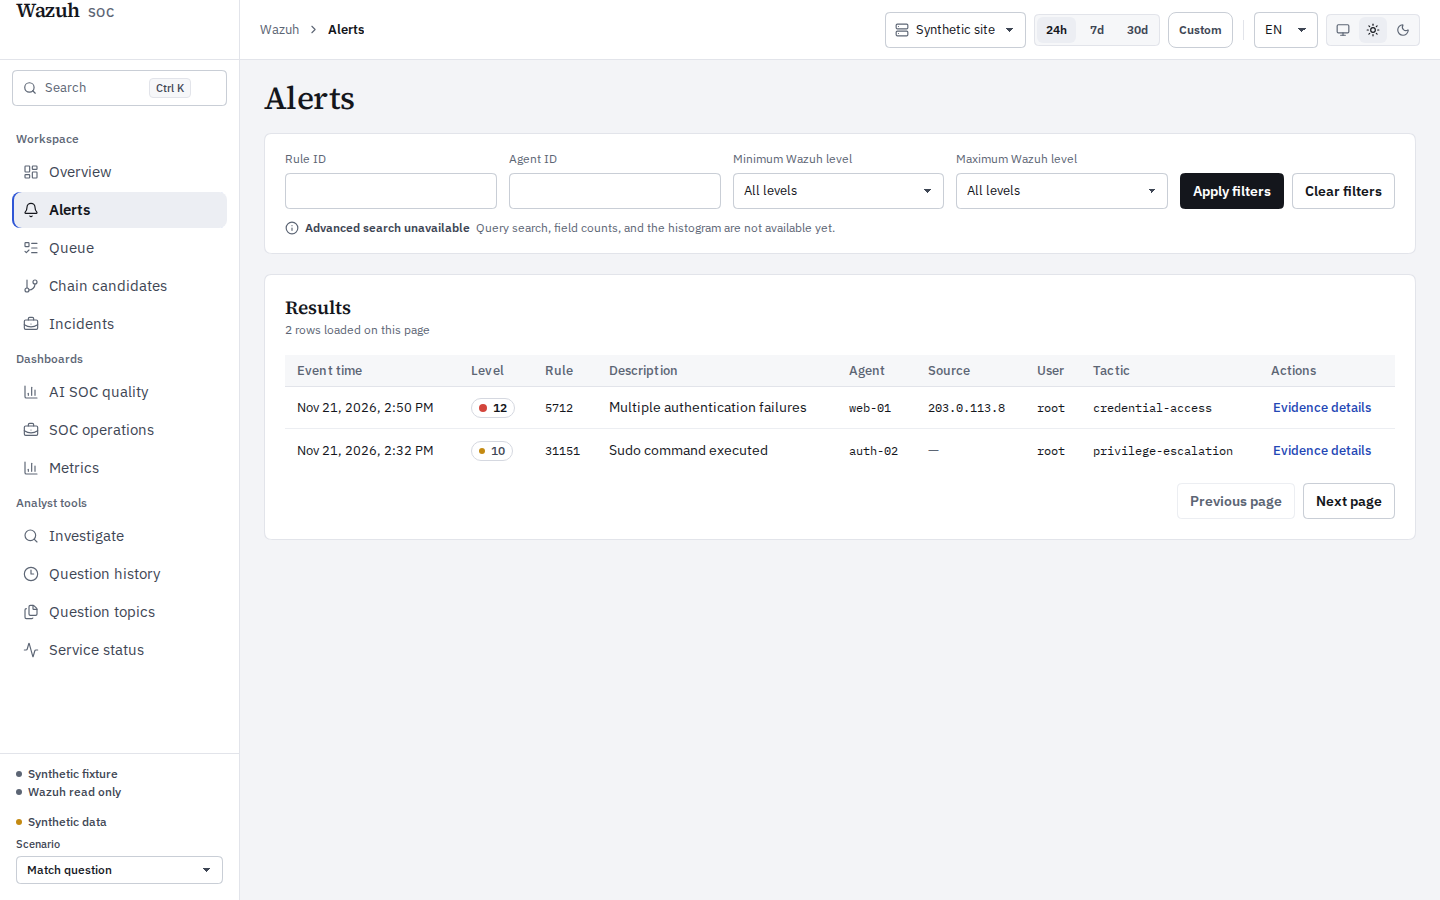 Wazuh SOC
Search Ctrl K
Workspace
Overview
Alerts
Queue
Chain candidates
Incidents
Dashboards
AI SOC quality
SOC operations
Metrics
Analyst tools
Investigate
Question history
Question topics
Service status
Synthetic fixture
Wazuh read only
Synthetic data
Scenario
Match question
Wazuh > Alerts
Synthetic site 24h 7d 30d Custom EN
Alerts
Rule ID Agent ID Minimum Wazuh level Maximum Wazuh level
All levels All levels Apply filters Clear filters
Advanced search unavailable Query search, field counts, and the histogram are not available yet.
Results
2 rows loaded on this page
Event time Level Rule Description Agent Source User Tactic Actions
Nov 21, 2026, 2:50 PM 12 5712 Multiple authentication failures web-01 203.0.113.8 root credential-access Evidence details
Nov 21, 2026, 2:32 PM 10 31151 Sudo command executed auth-02 — root privilege-escalation Evidence details
Previous page Next page